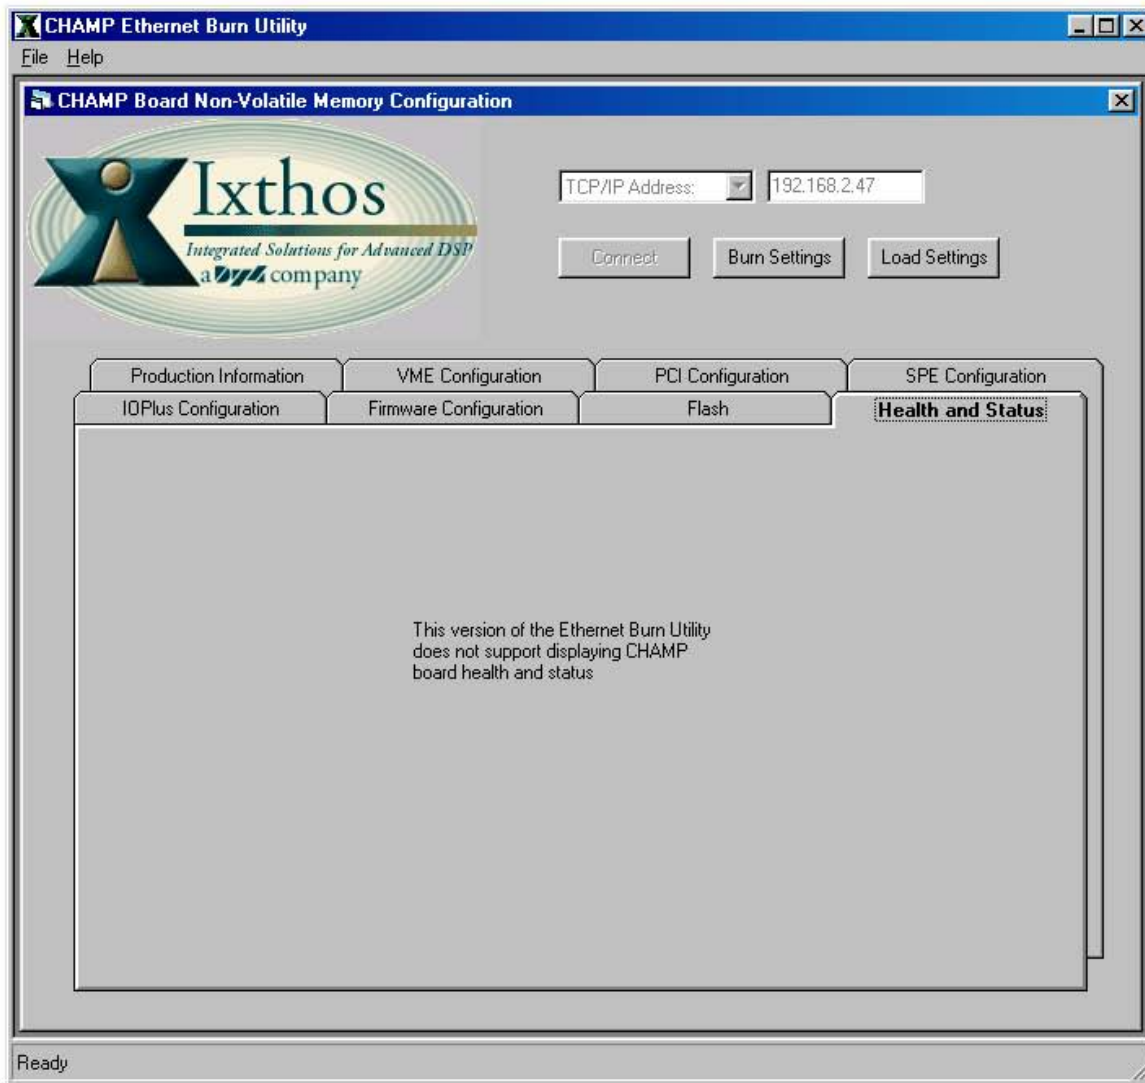 CHAMP Ethernet Burn Utility
File Help
CHAMP Board Non-Volatile Memory Configuration
Ixthos
Integrated Solutions for Advanced DSP
a DY4 company
TCP/IP Address: 192.168.2.47
Connect Burn Settings Load Settings
Production Information VME Configuration PCI Configuration SPE Configuration
IOPlus Configuration Firmware Configuration Flash Health and Status
This version of the Ethernet Burn Utility
does not support displaying CHAMP
board health and status
Ready